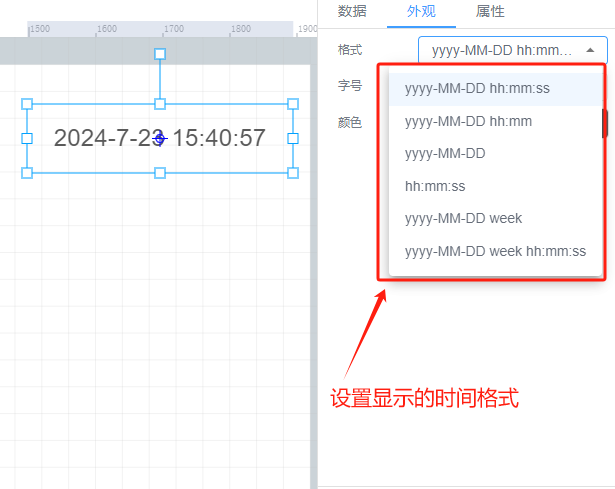 数据 外观 属性
1500 1600 1700 1800 1900
格式 yyyy-MM-DD hh:mm…
字号
颜色
yyyy-MM-DD hh:mm:ss
yyyy-MM-DD hh:mm
yyyy-MM-DD
hh:mm:ss
yyyy-MM-DD week
yyyy-MM-DD week hh:mm:ss
2024-7-23 15:40:57
设置显示的时间格式